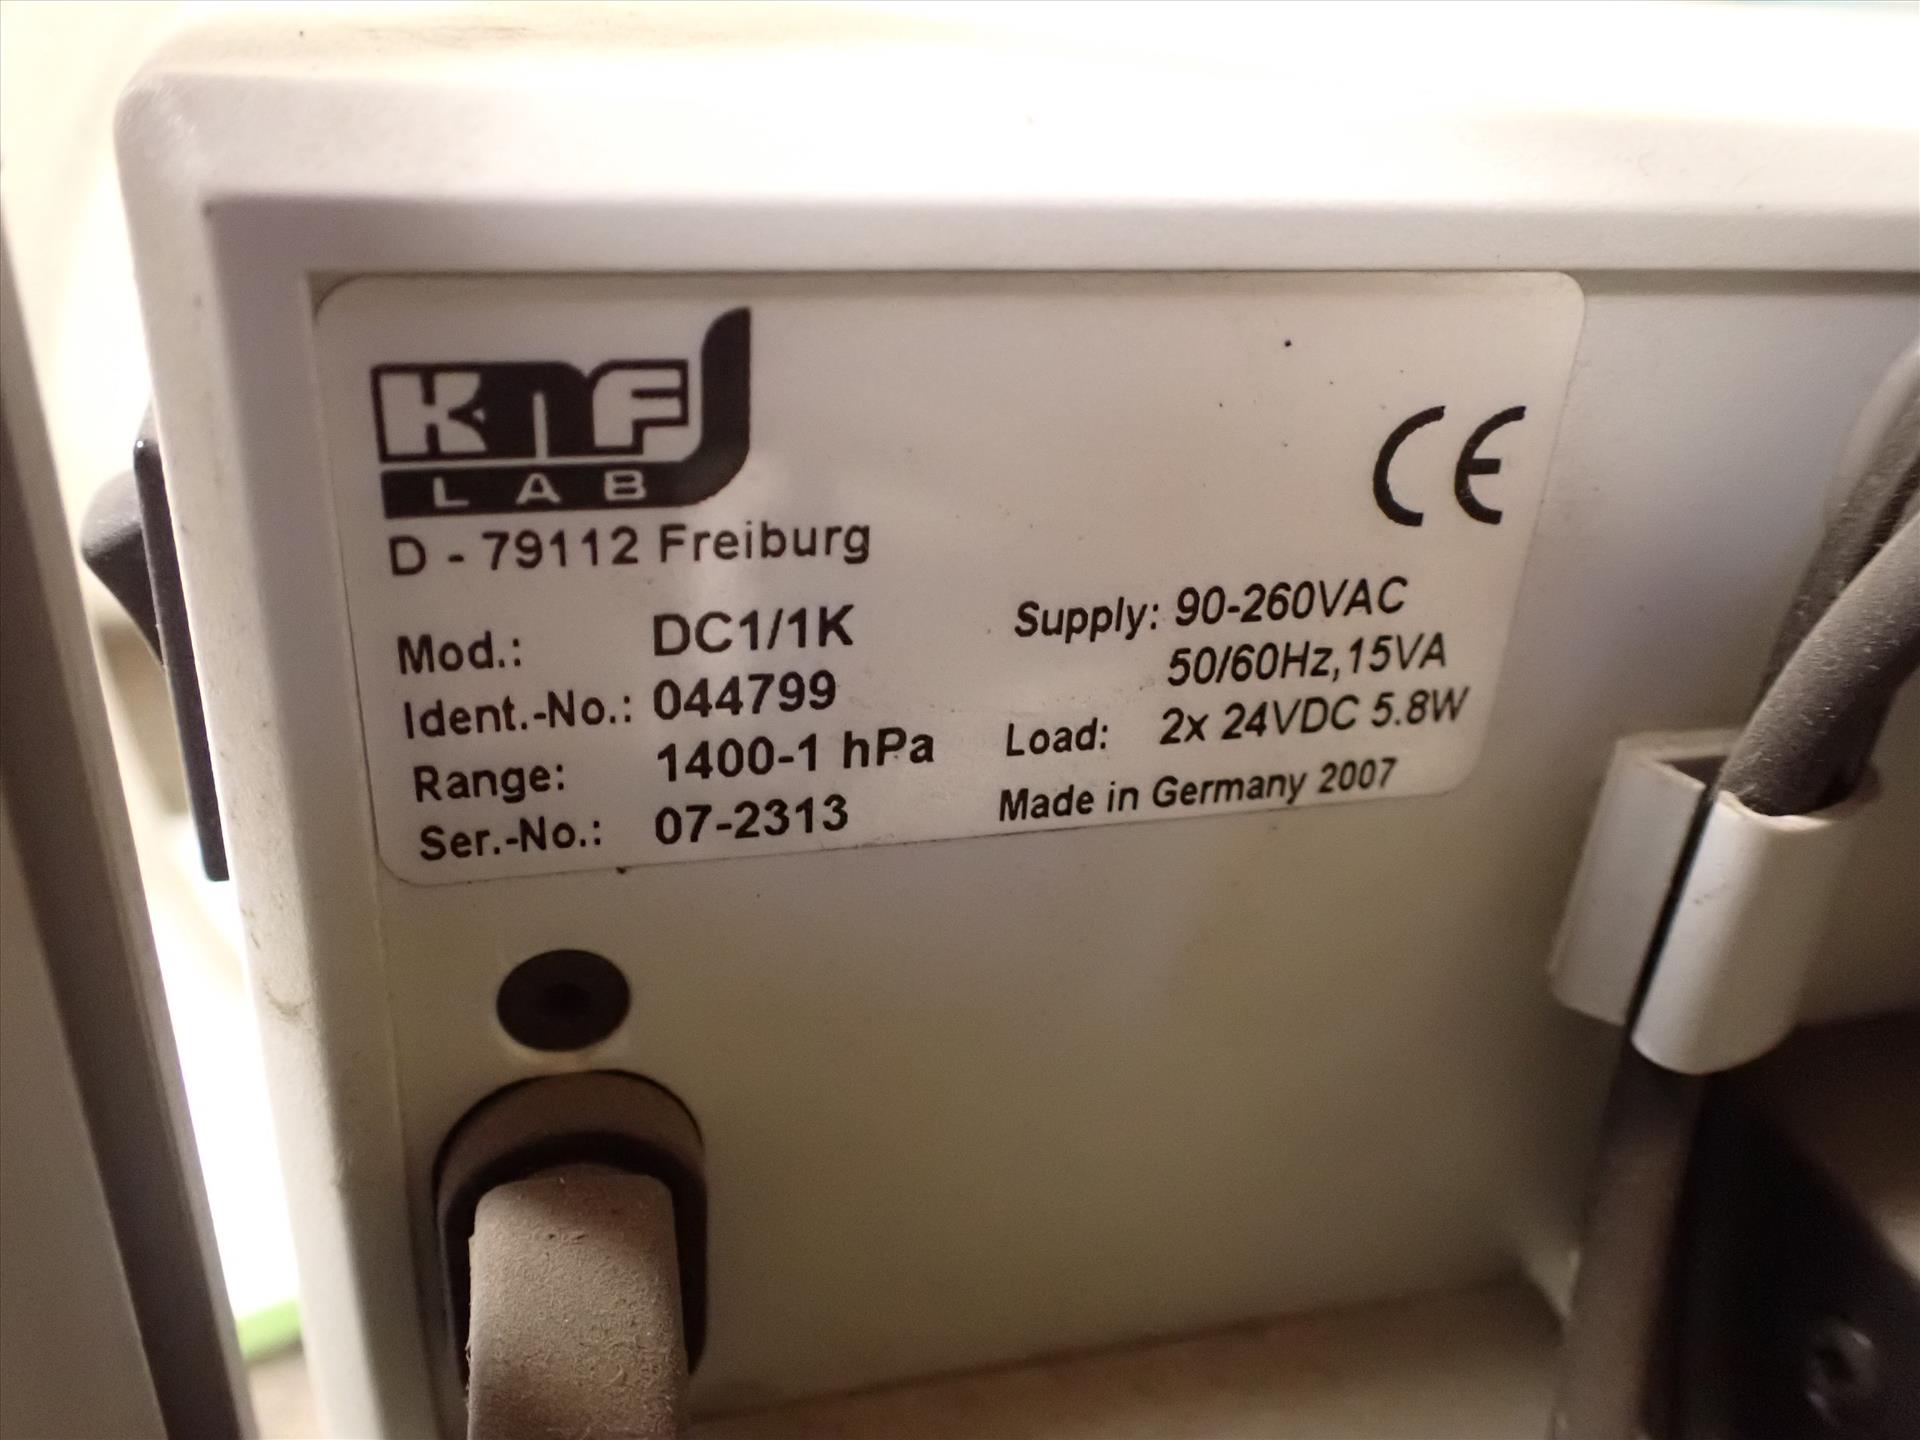 KNF
LAB
D - 79112 Freiburg
CE
Mod.: DC1/1K
Ident.-No.: 044799
Range: 1400-1 hPa
Ser.-No.: 07-2313
Supply: 90-260VAC
50/60Hz,15VA
Load: 2x 24VDC 5.8W
Made in Germany 2007